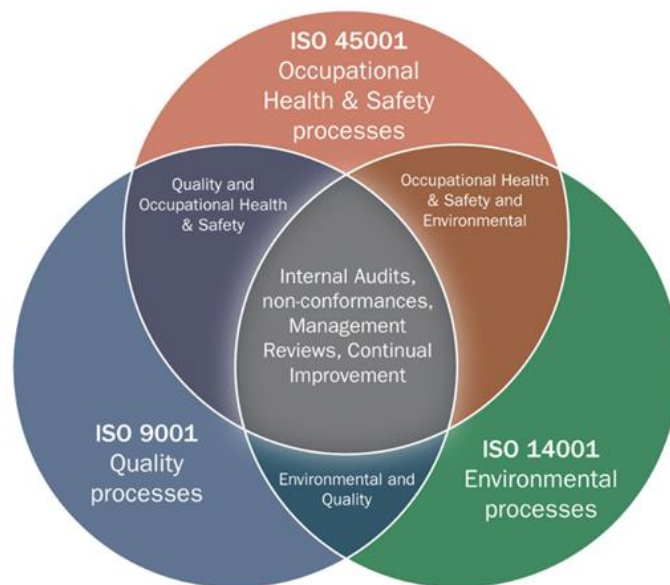 ISO 45001
Occupational
Health & Safety
processes
Quality and
Occupational Health
& Safety
Occupational Health
& Safety and
Environmental
Internal Audits,
non-conformances,
Management
Reviews, Continual
Improvement
ISO 9001
Quality
processes
Environmental and
Quality
ISO 14001
Environmental
processes